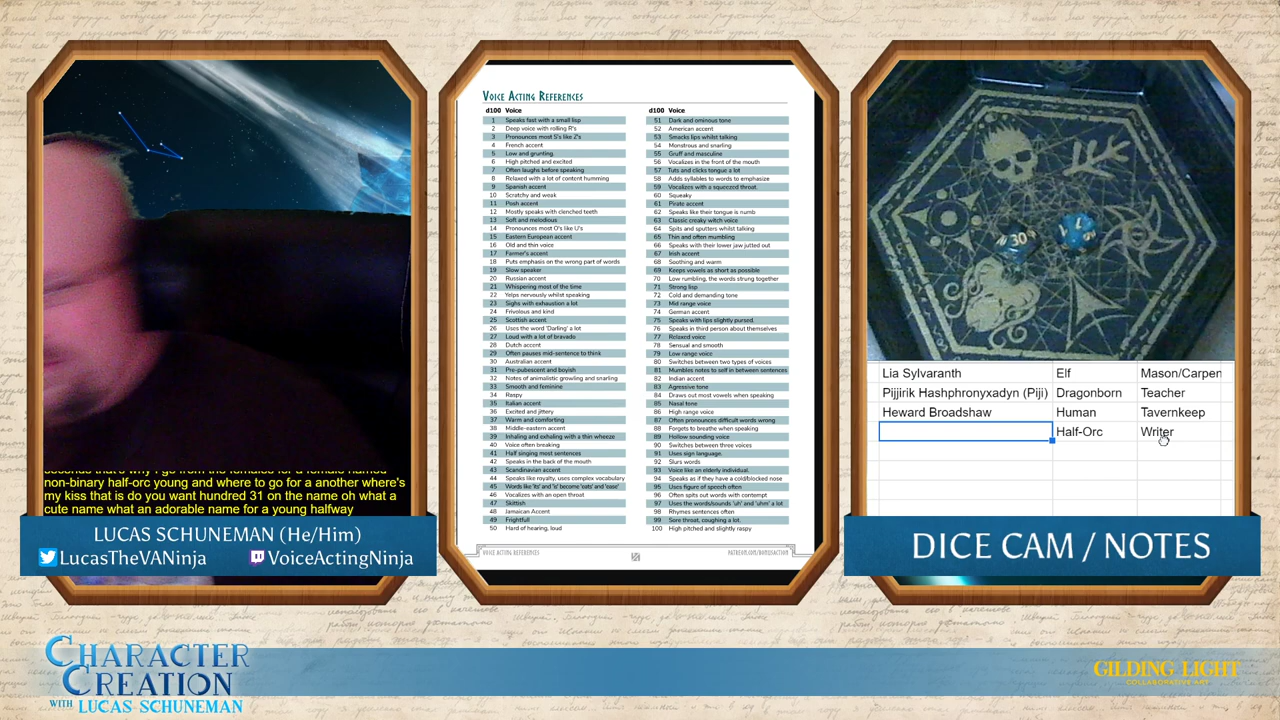 seconds that's why I go from the females for a female named
non-binary half-orc young and where to go for a another where's
my kiss that is do you want hundred 31 on the name oh what a
cute name what an adorable name for a young halfway
LUCAS SCHUNEMAN (He/Him)
LucasTheVANinja VoiceActingNinja
VOICE ACTING REFERENCES
d100 Voice
1 Speaks fast with a small lisp
2 Deep voice with rolling R's
3 Pronounces most S's like Z's
4 French accent
5 Low and grunting.
6 High pitched and excited
7 Often laughs before speaking
8 Relaxed with a lot of content humming
9 Spanish accent
10 Scratchy and weak
11 Posh accent
12 Mostly speaks with clenched teeth
13 Soft and melodious
14 Pronounces most O's like U's
15 Eastern European accent
16 Old and thin voice
17 Farmer's accent
18 Puts emphasis on the wrong part of words
19 Slow speaker
20 Russian accent
21 Whispering most of the time
22 Yelps nervously whilst speaking
23 Sighs with exhaustion a lot
24 Frivolous and kind
25 Scottish accent
26 Uses the word 'Darling' a lot
27 Loud with a lot of bravado
28 Dutch accent
29 Often pauses mid-sentence to think
30 Australian accent
31 Pre-pubescent and boyish
32 Notes of animalistic growling and snarling
33 Smooth and feminine
34 Raspy
35 Italian accent
36 Excited and jittery
37 Warm and comforting
38 Middle-eastern accent
39 Inhaling and exhaling with a thin wheeze
40 Voice often breaking
41 Half singing most sentences
42 Speaks in the back of the mouth
43 Scandinavian accent
44 Speaks like royalty, uses complex vocabulary
45 Words like 'its' and 'is' become 'eats' and 'ease'
46 Vocalizes with an open throat
47 Skittish
48 Jamaican Accent
49 Frightfull
50 Hard of hearing, loud
d100 Voice
51 Dark and ominous tone
52 American accent
53 Smacks lips whilst talking
54 Monstrous and snarling
55 Gruff and masculine
56 Vocalizes in the front of the mouth
57 Tuts and clicks tongue a lot
58 Adds syllables to words to emphasize
59 Vocalizes with a squeezed throat.
60 Squeaky
61 Pirate accent
62 Speaks like their tongue is numb
63 Classic creaky witch voice
64 Spits and sputters whilst talking
65 Thin and often mumbling
66 Speaks with their lower jaw jutted out
67 Irish accent
68 Soothing and warm
69 Keeps vowels as short as possible
70 Low rumbling, the words strung together
71 Strong lisp
72 Cold and demanding tone
73 Mid range voice
74 German accent
75 Speaks with lips slightly pursed.
76 Speaks in third person about themselves
77 Relaxed voice
78 Sensual and smooth
79 Low range voice
80 Switches between two types of voices
81 Mumbles notes to self in between sentences
82 Indian accent
83 Agressive tone
84 Draws out most vowels when speaking
85 Nasal tone
86 High range voice
87 Often pronounces difficult words wrong
88 Forgets to breathe when speaking
89 Hollow sounding voice
90 Switches between three voices
91 Uses sign language.
92 Slurs words
93 Voice like an elderly individual.
94 Speaks as if they have a cold/blocked nose
95 Uses figure of speech often
96 Often spits out words with contempt
97 Uses the words/sounds 'uh' and 'uhm' a lot
98 Rhymes sentences often
99 Sore throat, coughing a lot.
100 High pitched and slightly raspy
VOICE ACTING REFERENCES PATREON.COM/BONUSACTION
30
Lia Sylvaranth Elf Mason/Carpen
Pijjirik Hashphronyxadyn (Piji) Dragonborn Teacher
Heward Broadshaw Human Tavernkeep
Half-Orc Writer
DICE CAM / NOTES
CHARACTER
CREATION
WITH LUCAS SCHUNEMAN
GILDING LIGHT
COLLABORATIVE ART